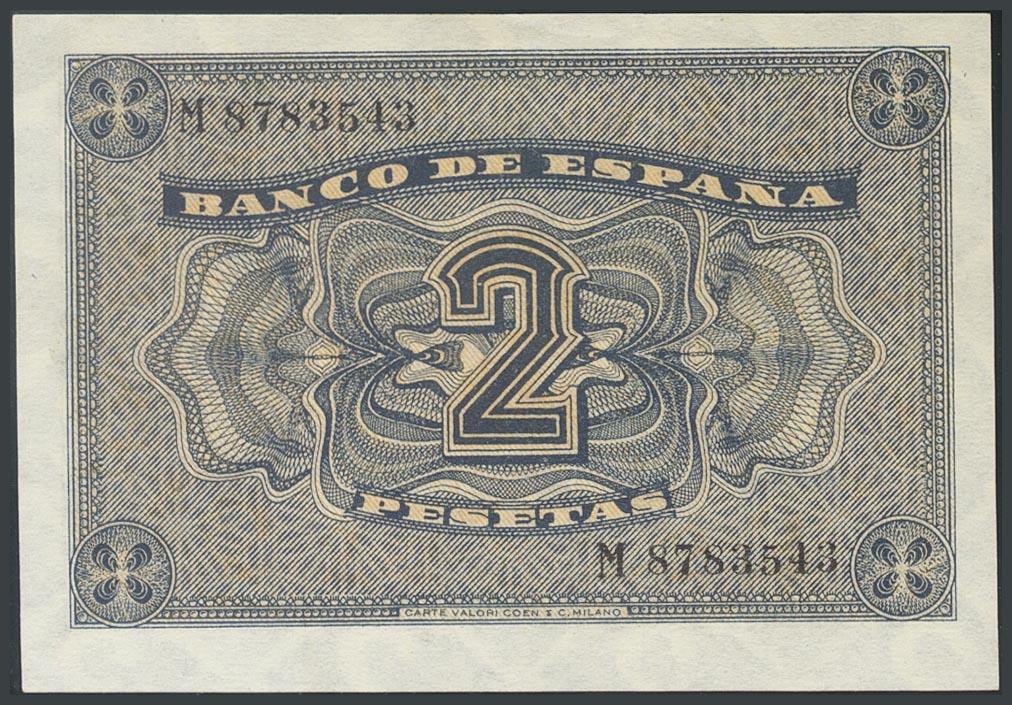 M 8783543
BANCO DE ESPAÑA
2
PESETAS
M 8783543
CARTE VALORI COEN & C, MILANO